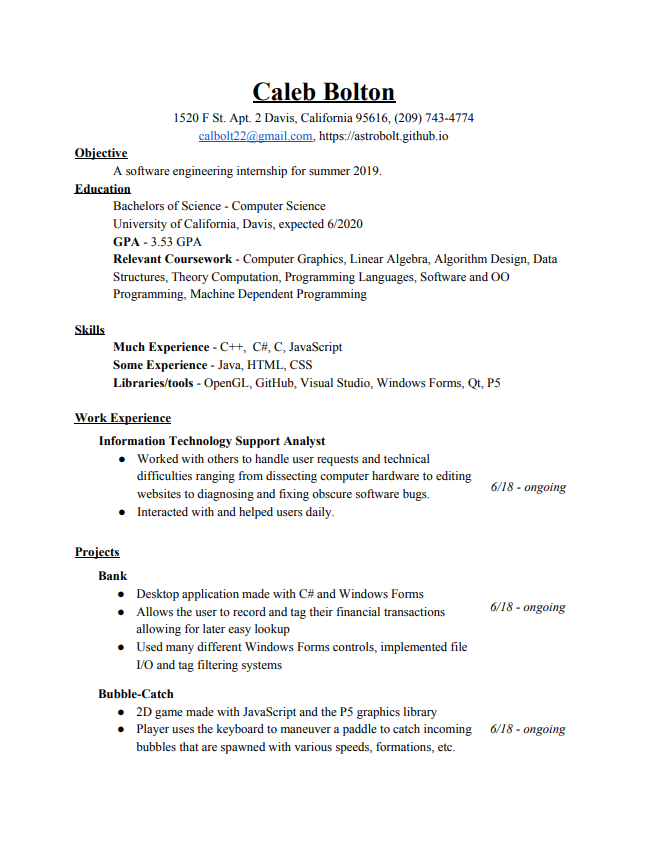 Caleb Bolton
1520 F St. Apt. 2 Davis, California 95616, (209) 743-4774
calbolt22@gmail.com, https://astrobolt.github.io
Objective
A software engineering internship for summer 2019.
Education
Bachelors of Science - Computer Science
University of California, Davis, expected 6/2020
GPA - 3.53 GPA
Relevant Coursework - Computer Graphics, Linear Algebra, Algorithm Design, Data
Structures, Theory Computation, Programming Languages, Software and OO
Programming, Machine Dependent Programming
Skills
Much Experience - C++, C#, C, JavaScript
Some Experience - Java, HTML, CSS
Libraries/tools - OpenGL, GitHub, Visual Studio, Windows Forms, Qt, P5
Work Experience
Information Technology Support Analyst
● Worked with others to handle user requests and technical
difficulties ranging from dissecting computer hardware to editing
websites to diagnosing and fixing obscure software bugs.
● Interacted with and helped users daily.
6/18 - ongoing
Projects
Bank
● Desktop application made with C# and Windows Forms
● Allows the user to record and tag their financial transactions
allowing for later easy lookup
● Used many different Windows Forms controls, implemented file
I/O and tag filtering systems
6/18 - ongoing
Bubble-Catch
● 2D game made with JavaScript and the P5 graphics library
● Player uses the keyboard to maneuver a paddle to catch incoming
bubbles that are spawned with various speeds, formations, etc.
6/18 - ongoing